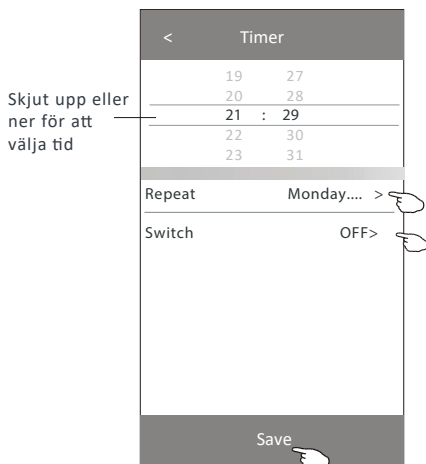 < Timer
19 27
20 28
21 : 29
22 30
23 31
Skjut upp eller
ner för att
välja tid
Repeat Monday.... >
Switch OFF>
Save